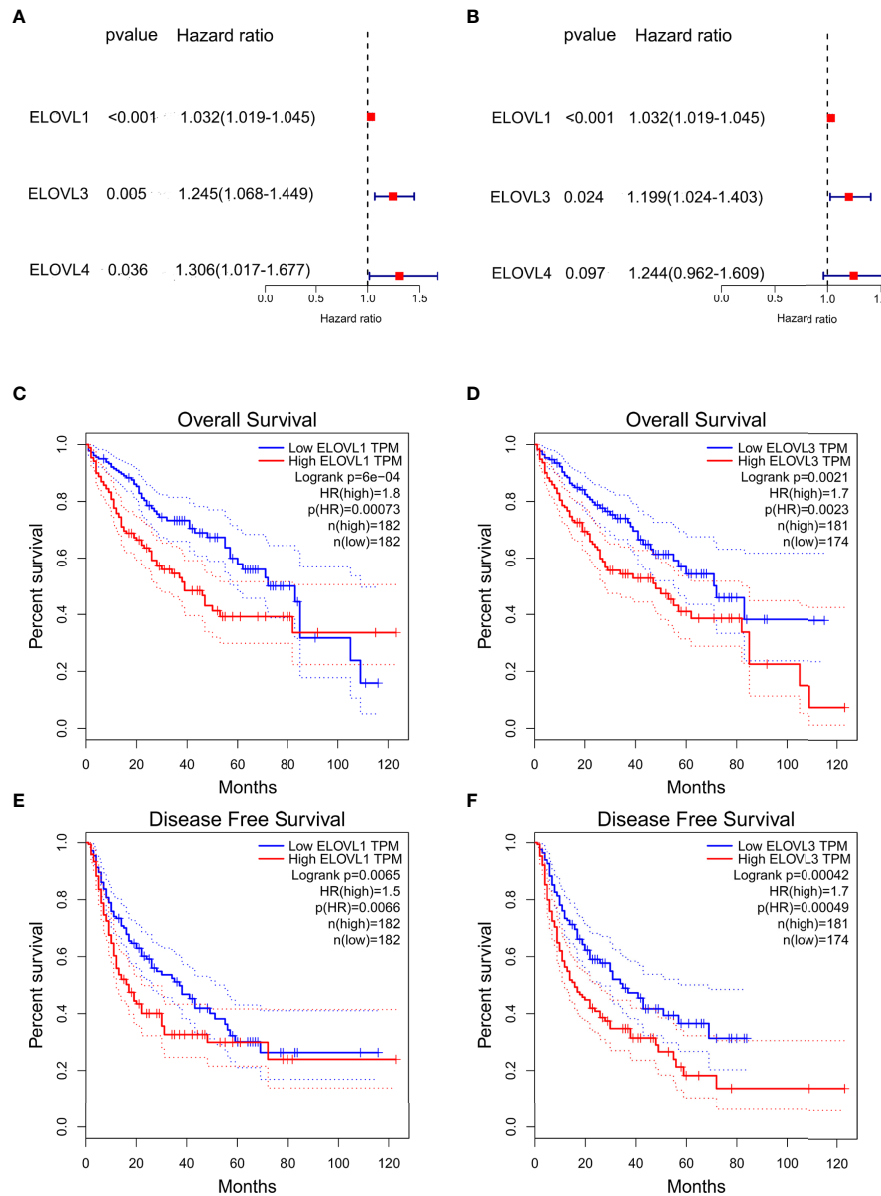 A
pvalue Hazard ratio
ELOVL1 <0.001 1.032(1.019-1.045)
ELOVL3 0.005 1.245(1.068-1.449)
ELOVL4 0.036 1.306(1.017-1.677)
0.0 0.5 1.0 1.5
Hazard ratio
B
pvalue Hazard ratio
ELOVL1 <0.001 1.032(1.019-1.045)
ELOVL3 0.024 1.199(1.024-1.403)
ELOVL4 0.097 1.244(0.962-1.609)
0.0 0.5 1.0
Hazard ratio
C
Overall Survival
Low ELOVL1 TPM
High ELOVL1 TPM
Logrank p=6e−04
HR(high)=1.8
p(HR)=0.00073
n(high)=182
n(low)=182
Percent survival
1.0
0.8
0.6
0.4
0.2
0.0
0 20 40 60 80 100 120
Months
D
Overall Survival
Low ELOVL3 TPM
High ELOVL3 TPM
Logrank p=0.0021
HR(high)=1.7
p(HR)=0.0023
n(high)=181
n(low)=174
Percent survival
1.0
0.8
0.6
0.4
0.2
0.0
0 20 40 60 80 100 120
Months
E
Disease Free Survival
Low ELOVL1 TPM
High ELOVL1 TPM
Logrank p=0.0065
HR(high)=1.5
p(HR)=0.0066
n(high)=182
n(low)=182
Percent survival
1.0
0.8
0.6
0.4
0.2
0.0
0 20 40 60 80 100 120
Months
F
Disease Free Survival
Low ELOVL3 TPM
High ELOVL3 TPM
Logrank p=0.00042
HR(high)=1.7
p(HR)=0.00049
n(high)=181
n(low)=174
Percent survival
1.0
0.8
0.6
0.4
0.2
0.0
0 20 40 60 80 100 120
Months